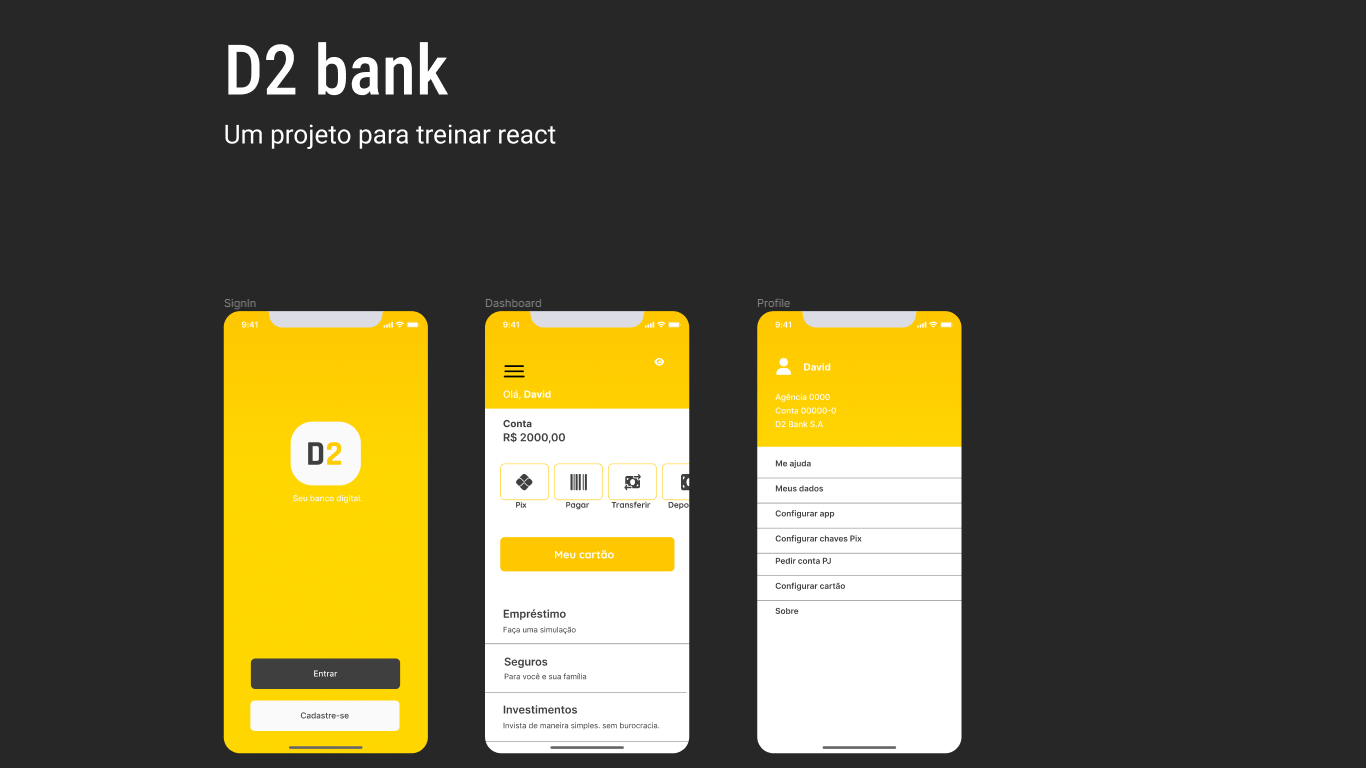 D2 bank
Um projeto para treinar react
SignIn
9:41
D2
Seu banco digital.
Entrar
Cadastre-se
Dashboard
9:41
Olá, David
Conta
R$ 2000,00
Pix
Pagar
Transferir
Depo
Meu cartão
Empréstimo
Faça uma simulação
Seguros
Para você e sua família
Investimentos
Invista de maneira simples. sem burocracia.
Profile
9:41
David
Agência 0000
Conta 00000-0
D2 Bank S.A
Me ajuda
Meus dados
Configurar app
Configurar chaves Pix
Pedir conta PJ
Configurar cartão
Sobre